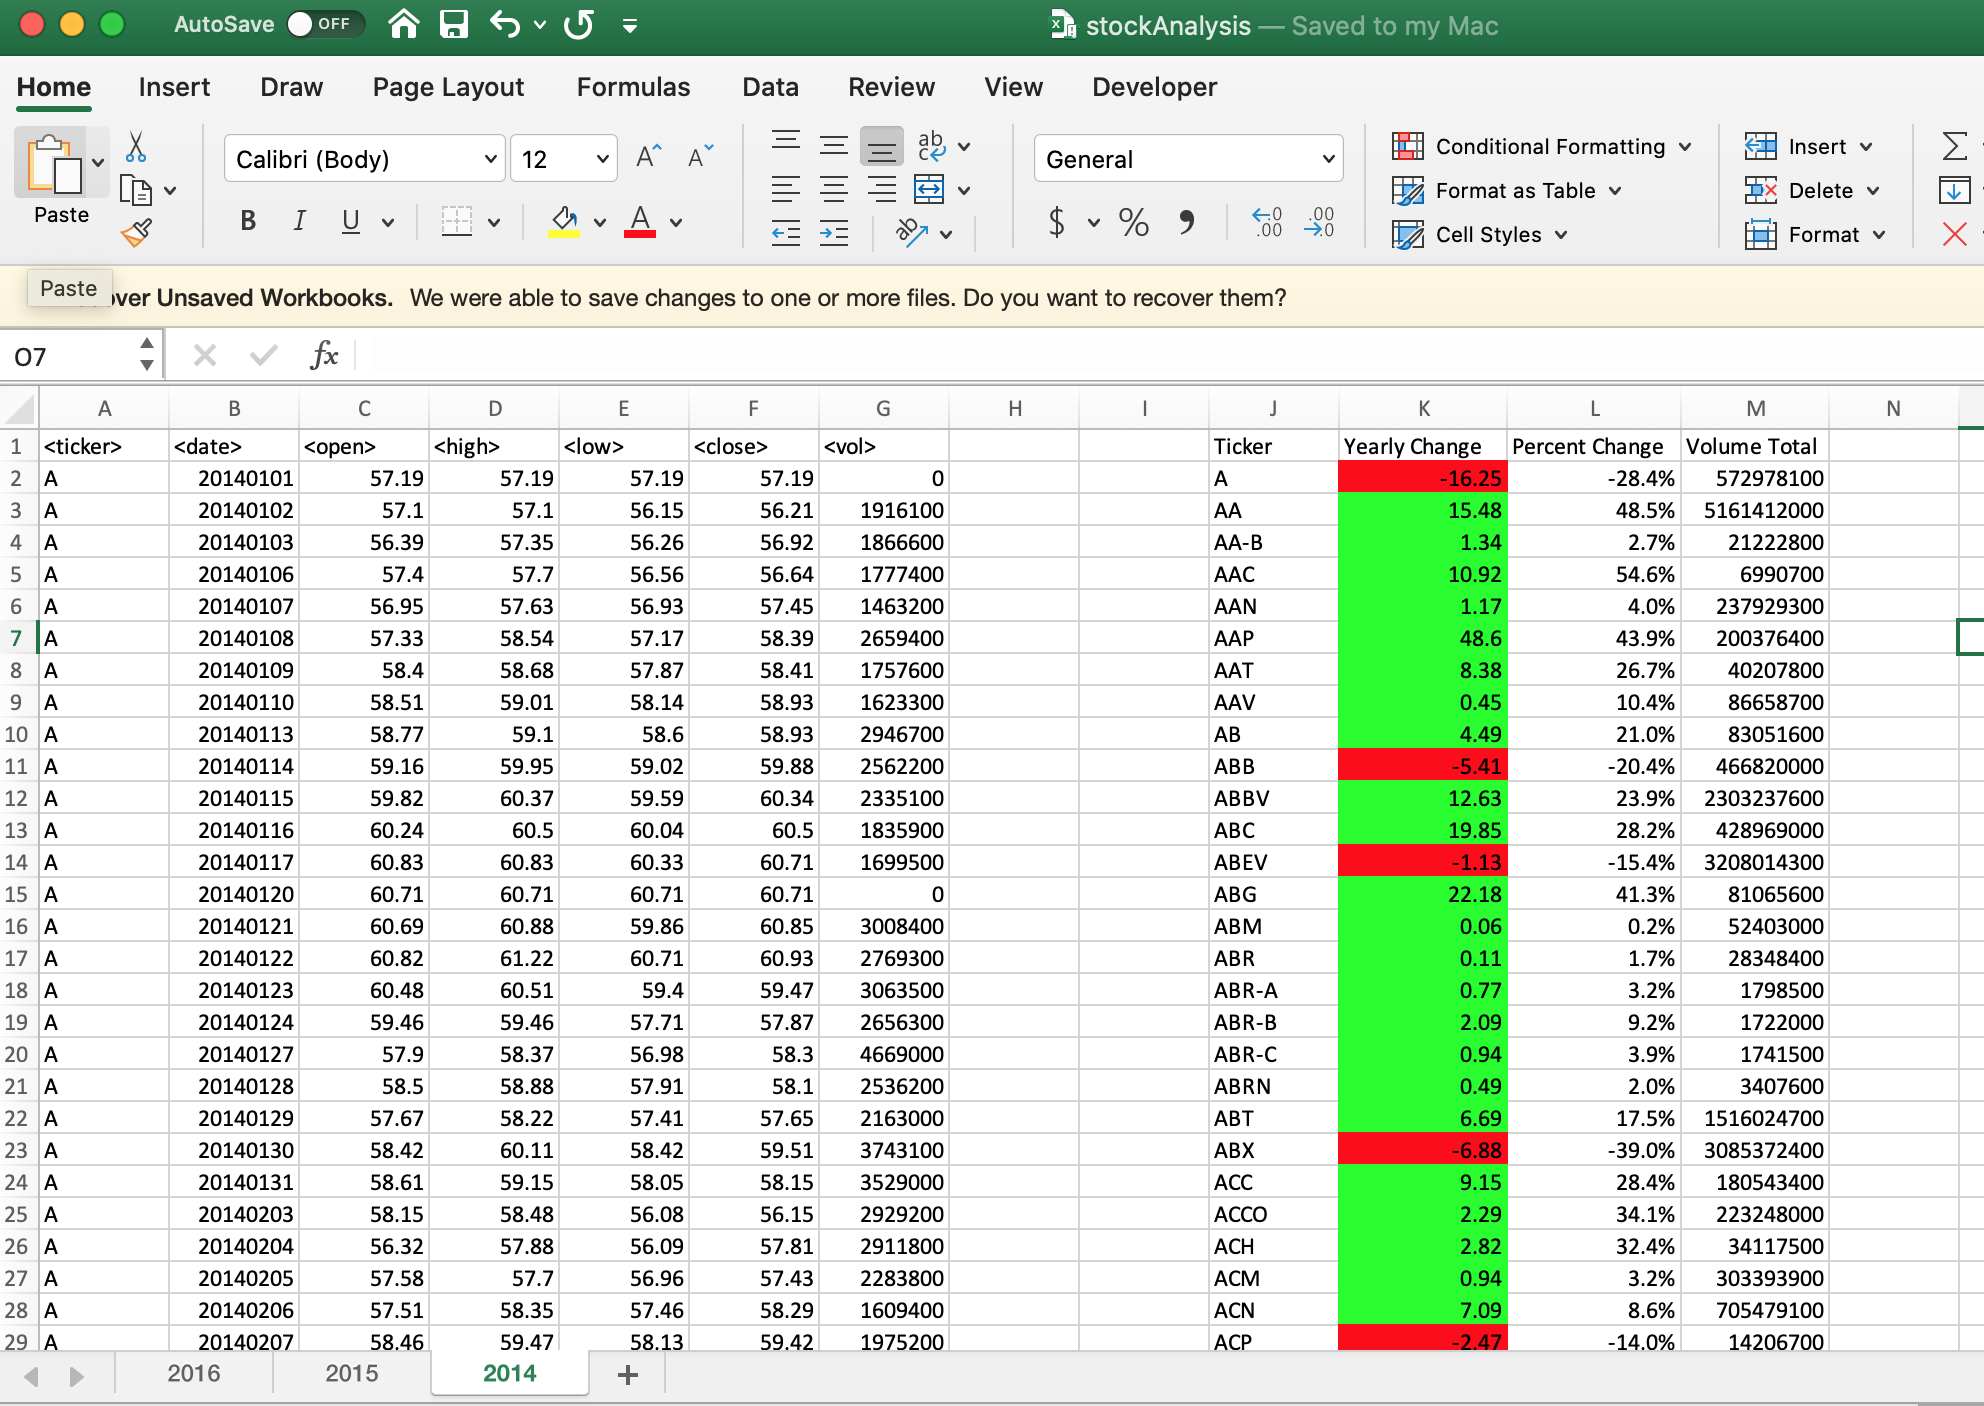 AutoSave OFF stockAnalysis — Saved to my Mac
Home Insert Draw Page Layout Formulas Data Review View Developer
Paste Calibri (Body) 12 A A ab c General Conditional Formatting Insert Σ
Format as Table Delete
B I U A $ % , .0 .00 .00 .0 Cell Styles Format
Paste over Unsaved Workbooks. We were able to save changes to one or more files. Do you want to recover them?
O7 fx
A B C D E F G H I J K L M N
1 <ticker> <date> <open> <high> <low> <close> <vol> Ticker Yearly Change Percent Change Volume Total
2 A 20140101 57.19 57.19 57.19 57.19 0 A -16.25 -28.4% 572978100
3 A 20140102 57.1 57.1 56.15 56.21 1916100 AA 15.48 48.5% 5161412000
4 A 20140103 56.39 57.35 56.26 56.92 1866600 AA-B 1.34 2.7% 21222800
5 A 20140106 57.4 57.7 56.56 56.64 1777400 AAC 10.92 54.6% 6990700
6 A 20140107 56.95 57.63 56.93 57.45 1463200 AAN 1.17 4.0% 237929300
7 A 20140108 57.33 58.54 57.17 58.39 2659400 AAP 48.6 43.9% 200376400
8 A 20140109 58.4 58.68 57.87 58.41 1757600 AAT 8.38 26.7% 40207800
9 A 20140110 58.51 59.01 58.14 58.93 1623300 AAV 0.45 10.4% 86658700
10 A 20140113 58.77 59.1 58.6 58.93 2946700 AB 4.49 21.0% 83051600
11 A 20140114 59.16 59.95 59.02 59.88 2562200 ABB -5.41 -20.4% 466820000
12 A 20140115 59.82 60.37 59.59 60.34 2335100 ABBV 12.63 23.9% 2303237600
13 A 20140116 60.24 60.5 60.04 60.5 1835900 ABC 19.85 28.2% 428969000
14 A 20140117 60.83 60.83 60.33 60.71 1699500 ABEV -1.13 -15.4% 3208014300
15 A 20140120 60.71 60.71 60.71 60.71 0 ABG 22.18 41.3% 81065600
16 A 20140121 60.69 60.88 59.86 60.85 3008400 ABM 0.06 0.2% 52403000
17 A 20140122 60.82 61.22 60.71 60.93 2769300 ABR 0.11 1.7% 28348400
18 A 20140123 60.48 60.51 59.4 59.47 3063500 ABR-A 0.77 3.2% 1798500
19 A 20140124 59.46 59.46 57.71 57.87 2656300 ABR-B 2.09 9.2% 1722000
20 A 20140127 57.9 58.37 56.98 58.3 4669000 ABR-C 0.94 3.9% 1741500
21 A 20140128 58.5 58.88 57.91 58.1 2536200 ABRN 0.49 2.0% 3407600
22 A 20140129 57.67 58.22 57.41 57.65 2163000 ABT 6.69 17.5% 1516024700
23 A 20140130 58.42 60.11 58.42 59.51 3743100 ABX -6.88 -39.0% 3085372400
24 A 20140131 58.61 59.15 58.05 58.15 3529000 ACC 9.15 28.4% 180543400
25 A 20140203 58.15 58.48 56.08 56.15 2929200 ACCO 2.29 34.1% 223248000
26 A 20140204 56.32 57.88 56.09 57.81 2911800 ACH 2.82 32.4% 34117500
27 A 20140205 57.58 57.7 56.96 57.43 2283800 ACM 0.94 3.2% 303393900
28 A 20140206 57.51 58.35 57.46 58.29 1609400 ACN 7.09 8.6% 705479100
29 A 20140207 58.46 59.47 58.13 59.42 1975200 ACP -2.47 -14.0% 14206700
2016 2015 2014 +